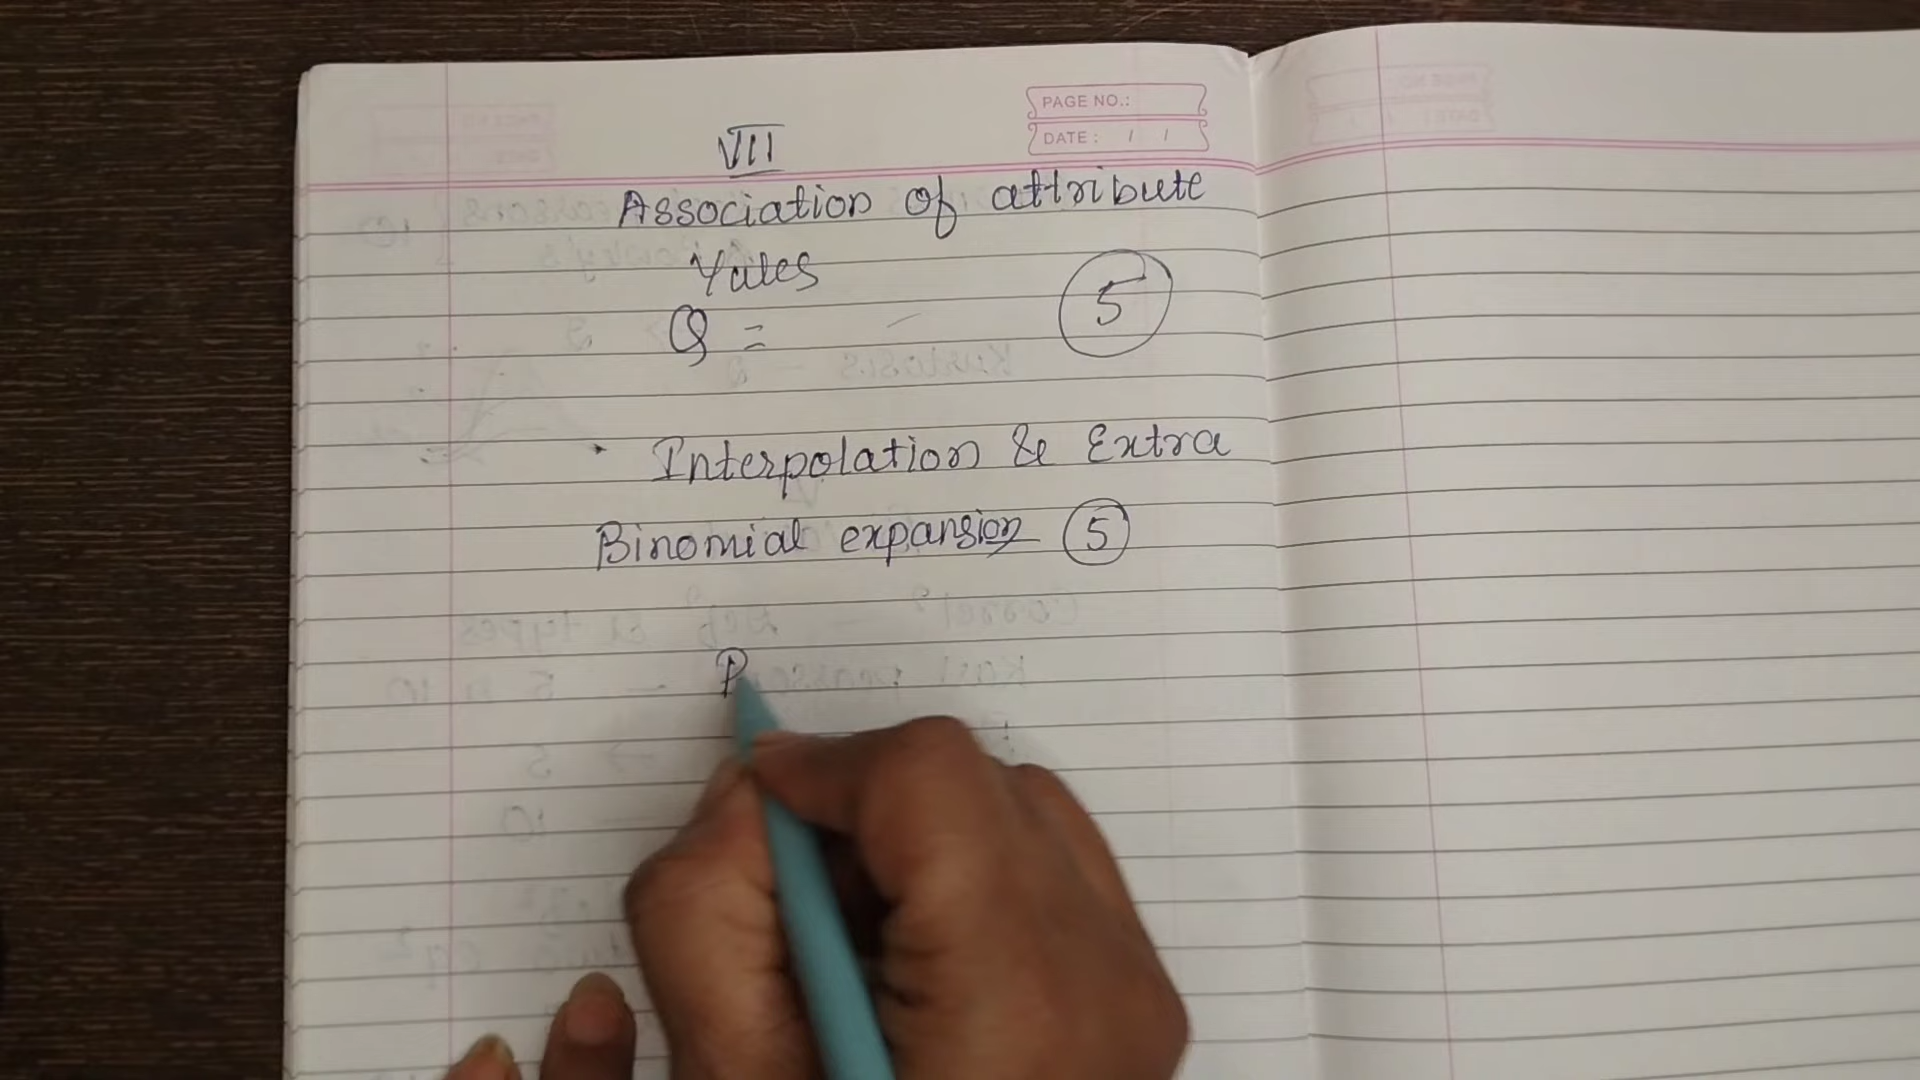 PAGE NO.:
DATE : / /
VII
Association of attribute
Yules
Q =
5
Interpolation & Extra
Binomial expansion 5
P